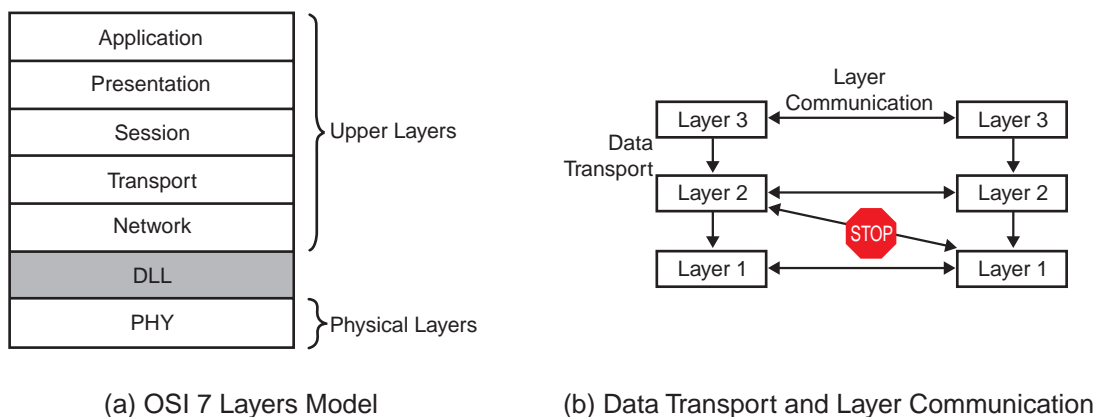 Application
Presentation
Session
Transport
Network
DLL
PHY
Upper Layers
Physical Layers
(a) OSI 7 Layers Model
Layer
Communication
Layer 3
Layer 3
Data
Transport
Layer 2
Layer 2
STOP
Layer 1
Layer 1
(b) Data Transport and Layer Communication